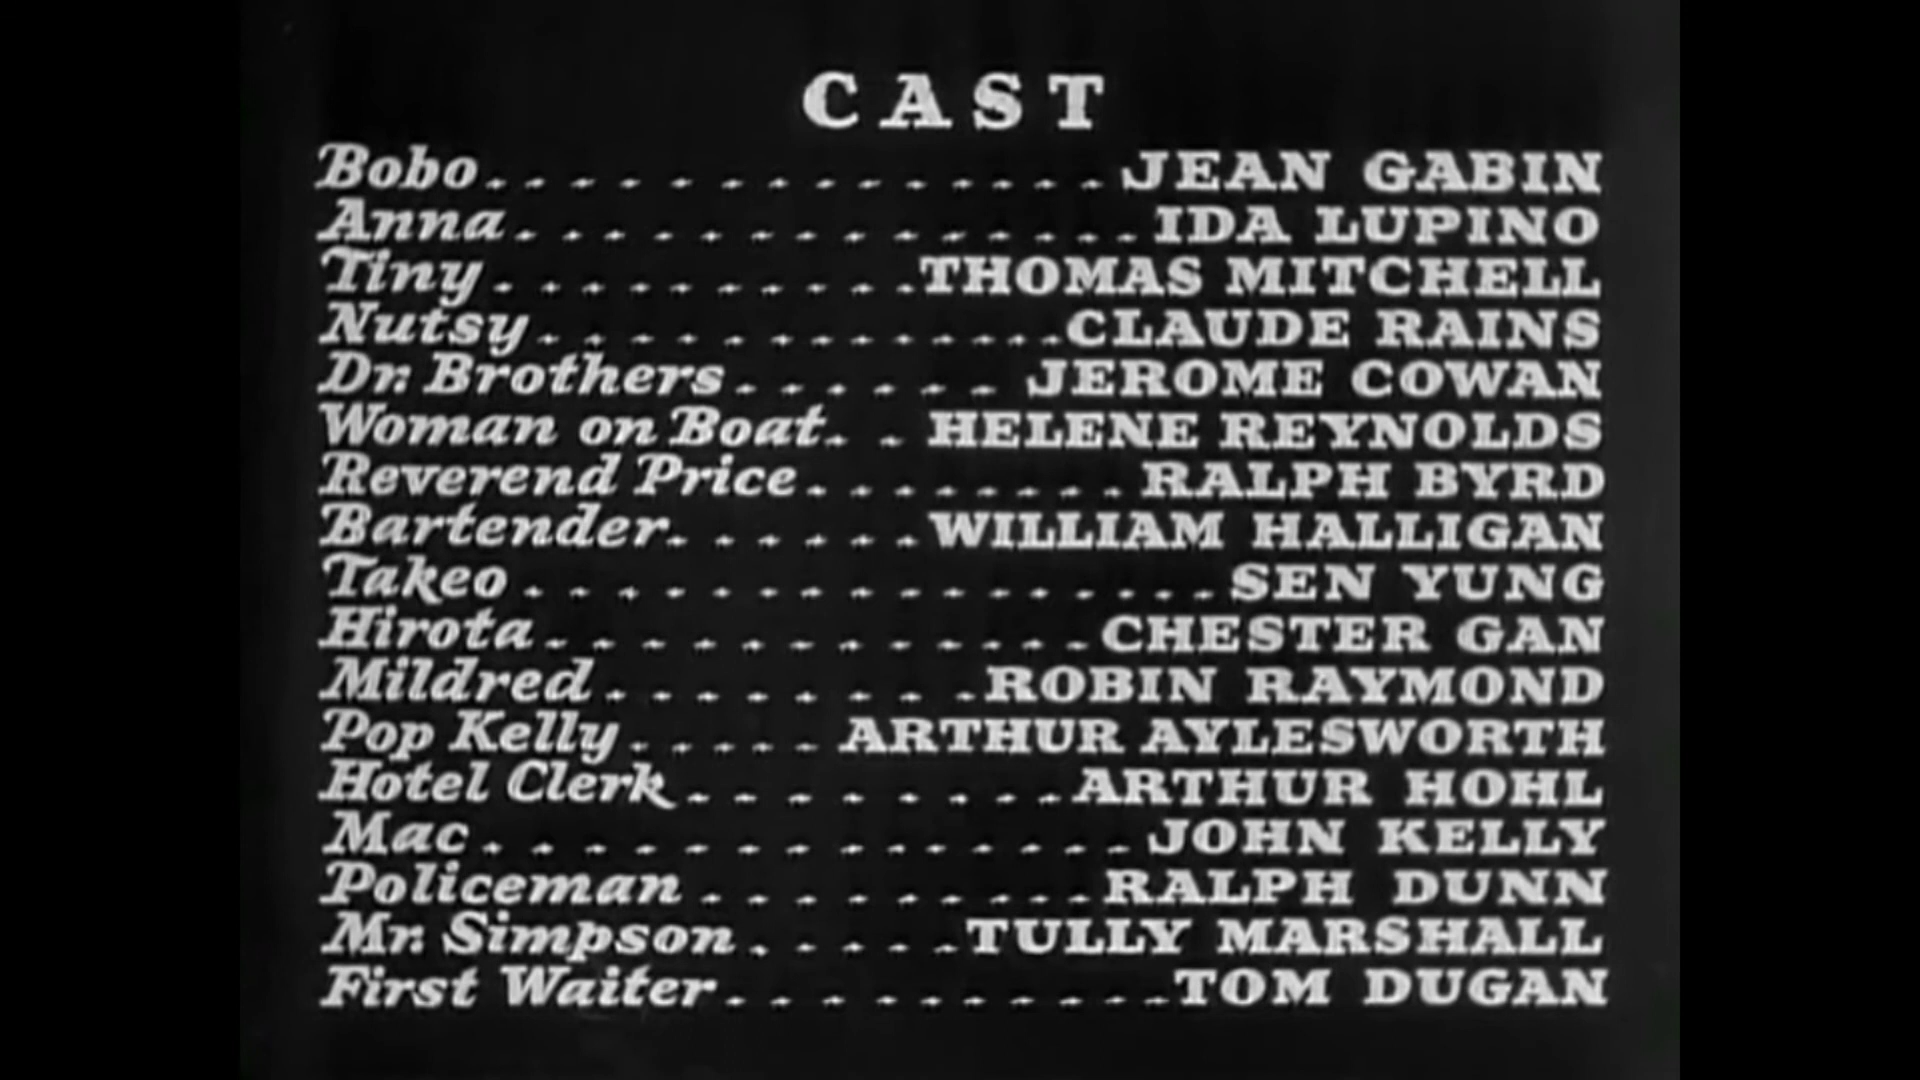 CAST
Bobo. . . . . . . . . . . . . .JEAN GABIN
Anna. . . . . . . . . . . . . .IDA LUPINO
Tiny. . . . . . . . . .THOMAS MITCHELL
Nutsy. . . . . . . . . . . .CLAUDE RAINS
Dr. Brothers. . . . . . JEROME COWAN
Woman on Boat. . HELENE REYNOLDS
Reverend Price. . . . . . . .RALPH BYRD
Bartender. . . . . .WILLIAM HALLIGAN
Takeo . . . . . . . . . . . . . . .SEN YUNG
Hirota. . . . . . . . . . . .CHESTER GAN
Mildred. . . . . . . . .ROBIN RAYMOND
Pop Kelly. . . . . ARTHUR AYLESWORTH
Hotel Clerk. . . . . . . .ARTHUR HOHL
Mac. . . . . . . . . . . . . .JOHN KELLY
Policeman . . . . . . . . .RALPH DUNN
Mr. Simpson. . . . .TULLY MARSHALL
First Waiter. . . . . . . . . .TOM DUGAN